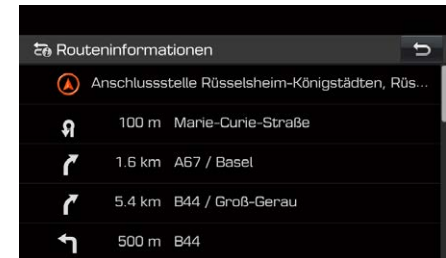 Routeninformationen
Anschlussstelle Rüsselsheim-Königstädten, Rüs...
100 m Marie-Curie-Straße
1.6 km A67 / Basel
5.4 km B44 / Groß-Gerau
500 m B44